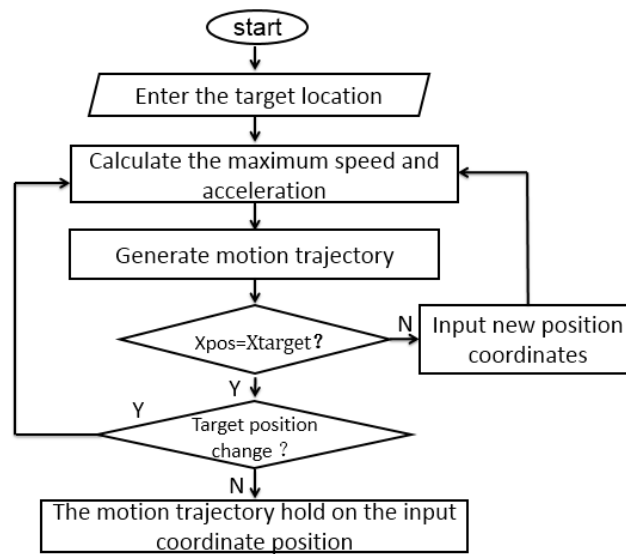 start
Enter the target location
Calculate the maximum speed and
acceleration
Generate motion trajectory
Xpos=Xtarget?
N
Input new position
coordinates
Y
Y
Target position
change ?
N
The motion trajectory hold on the input
coordinate position